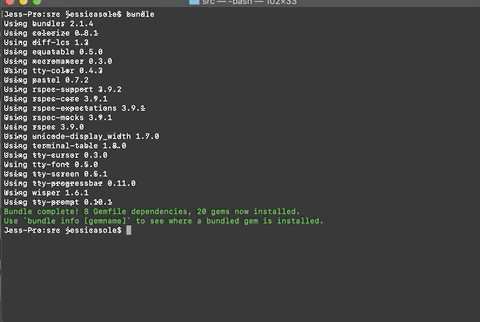 src — -bash — 102×33
Jess-Pro:src jessicasole$ bundle
Using bundler 2.1.4
Using colorize 0.8.1
Using diff-lcs 1.3
Using equatable 0.5.0
Using necromancer 0.3.0
Using tty-color 0.4.3
Using pastel 0.7.2
Using rspec-support 3.9.2
Using rspec-core 3.9.1
Using rspec-expectations 3.9.1
Using rspec-mocks 3.9.1
Using rspec 3.9.0
Using unicode-display_width 1.7.0
Using terminal-table 1.8.0
Using tty-cursor 0.3.0
Using tty-font 0.5.0
Using tty-screen 0.5.1
Using tty-progressbar 0.11.0
Using wisper 1.6.1
Using tty-prompt 0.10.1
Bundle complete! 8 Gemfile dependencies, 20 gems now installed.
Use `bundle info [gemname]` to see where a bundled gem is installed.
Jess-Pro:src jessicasole$